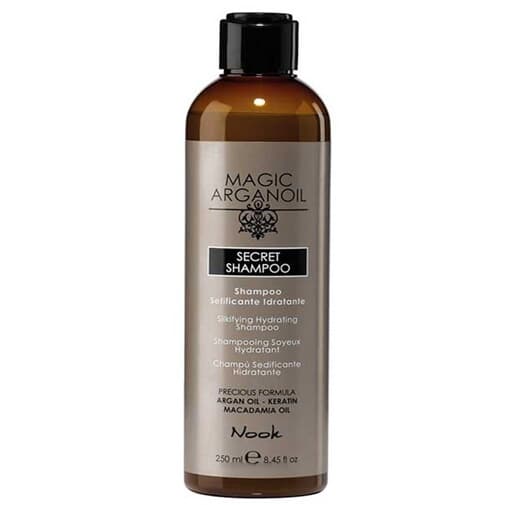 MAGIC
ARGANOIL
SECRET
SHAMPOO
Shampoo
Setificante Idratante
Silkifying Hydrating
Shampoo
Shampooing Soyeux
Hydratant
Champú Sedificante
Hidratante
PRECIOUS FORMULA
ARGAN OIL - KERATIN
MACADAMIA OIL
Nook
250 ml e 8,45 fl oz